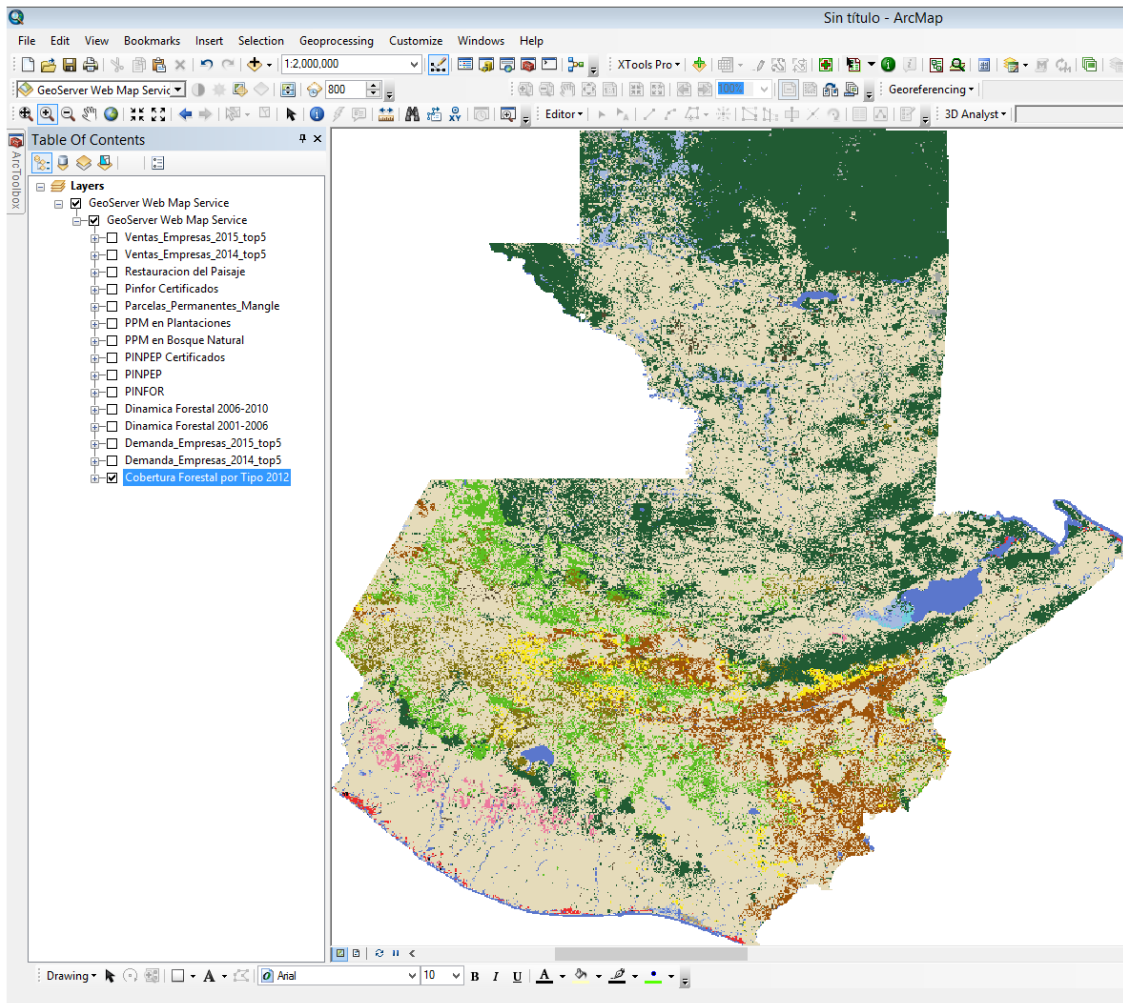 Sin título - ArcMap
File Edit View Bookmarks Insert Selection Geoprocessing Customize Windows Help
1:2,000,000 XTools Pro
GeoServer Web Map Servic 800 100% Georeferencing
Editor 3D Analyst
ArcToolbox
Table Of Contents
Layers
GeoServer Web Map Service
GeoServer Web Map Service
Ventas_Empresas_2015_top5
Ventas_Empresas_2014_top5
Restauracion del Paisaje
Pinfor Certificados
Parcelas_Permanentes_Mangle
PPM en Plantaciones
PPM en Bosque Natural
PINPEP Certificados
PINPEP
PINFOR
Dinamica Forestal 2006-2010
Dinamica Forestal 2001-2006
Demanda_Empresas_2015_top5
Demanda_Empresas_2014_top5
Cobertura Forestal por Tipo 2012
Drawing A Arial 10 B I U A